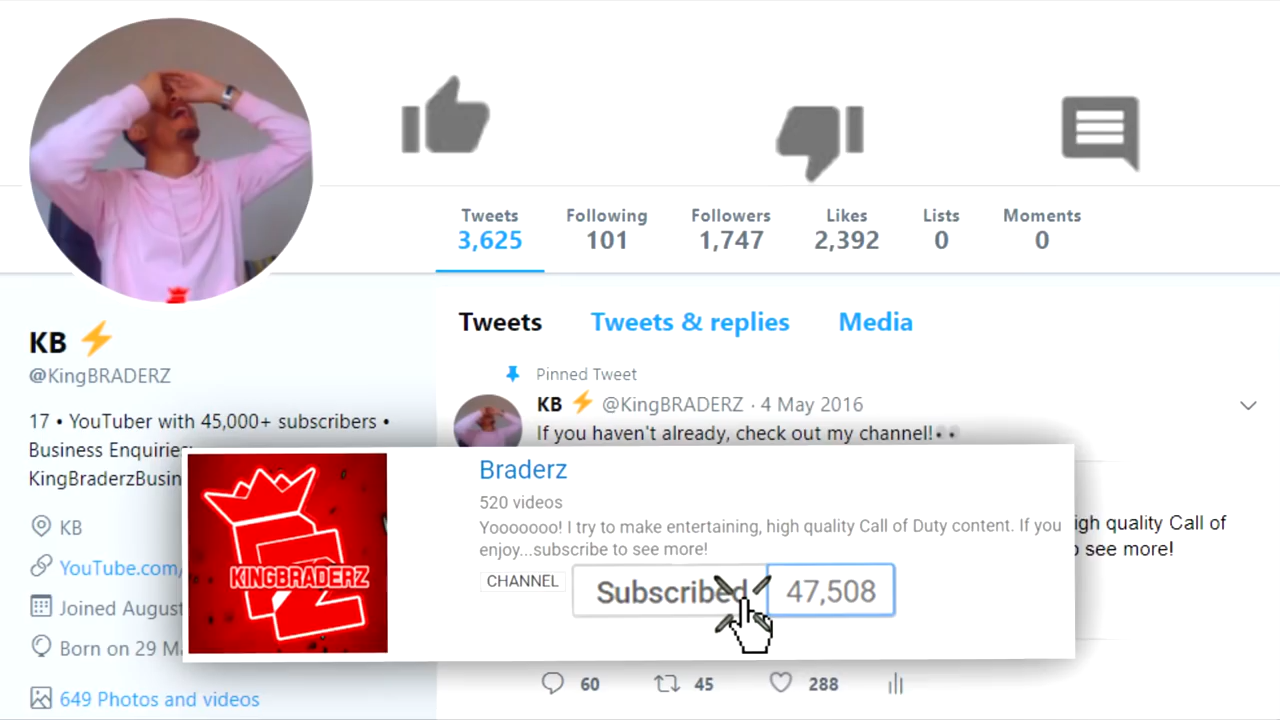 Tweets Following Followers Likes Lists Moments
3,625 101 1,747 2,392 0 0
KB⚡
@KingBRADERZ
17 • YouTuber with 45,000+ subscribers •
Business Enquiries:
KingBraderzBusin
KB
YouTube.com/
Joined August
Born on 29 M
649 Photos and videos
Tweets Tweets & replies Media
Pinned Tweet
KB⚡ @KingBRADERZ · 4 May 2016
If you haven't already, check out my channel!👀
igh quality Call of
see more!
KINGBRADERZ
Braderz
520 videos
Yooooooo! I try to make entertaining, high quality Call of Duty content. If you
enjoy...subscribe to see more!
CHANNEL Subscribed 47,508
60 45 288